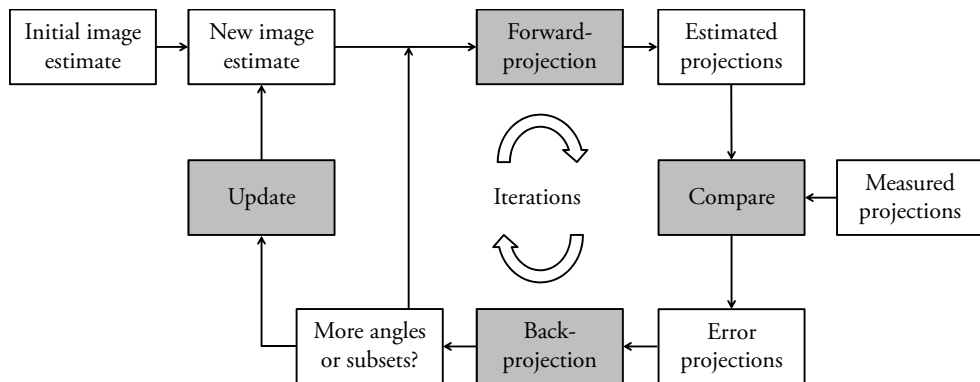 Initial image
estimate
New image
estimate
Forward-
projection
Estimated
projections
Update
Iterations
Compare
Measured
projections
More angles
or subsets?
Back-
projection
Error
projections